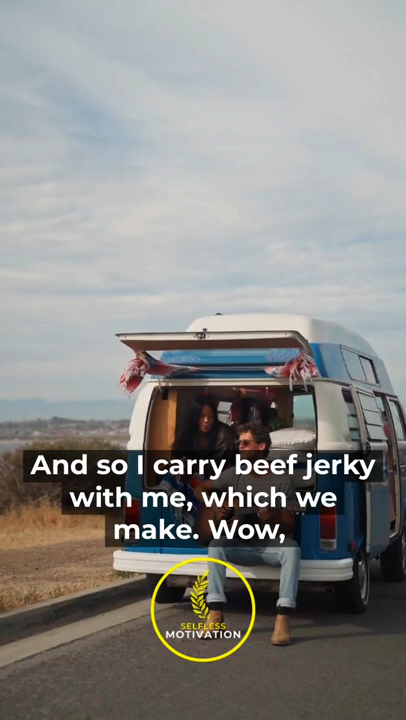 And so I carry beef jerky
with me, which we
make. Wow,
SELFLESS
MOTIVATION